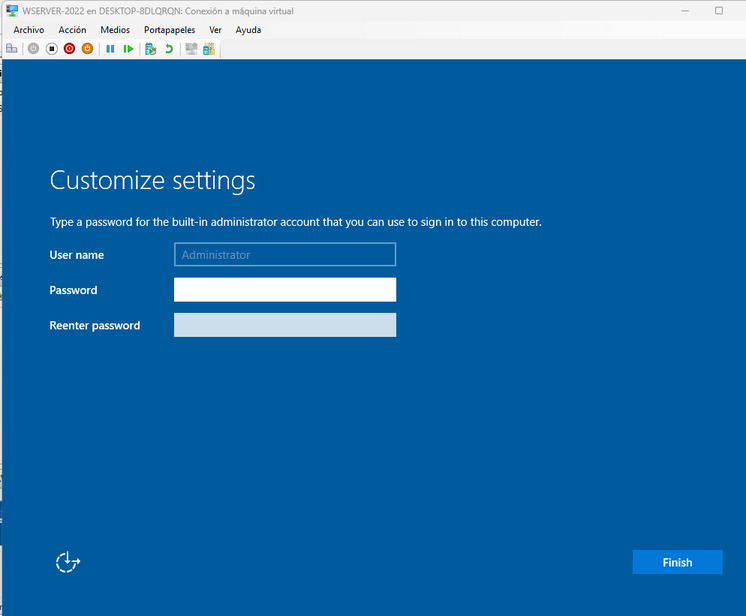 WSERVER-2022 en DESKTOP-8DLQRQN: Conexión a máquina virtual
Archivo Acción Medios Portapapeles Ver Ayuda
Customize settings
Type a password for the built-in administrator account that you can use to sign in to this computer.
User name Administrator
Password
Reenter password
Finish